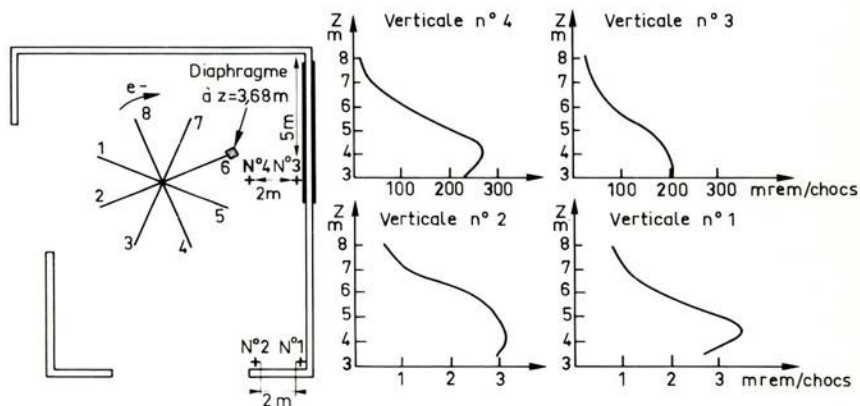 Diaphragme
à z=3,68m
e-
8
7
1
6
2
5
3
4
5m
N°4
N°3
2m
N°2
N°1
2 m
Z
m
Verticale n° 4
8
7
6
5
4
3
100
200
Z
m
Verticale n° 3
8
7
6
5
4
3
100
200
300
mrem/chocs
Z
m
Verticale n° 2
8
7
6
5
4
3
1
2
3
Z
m
Verticale n° 1
8
7
6
5
4
3
1
2
3
mrem/chocs